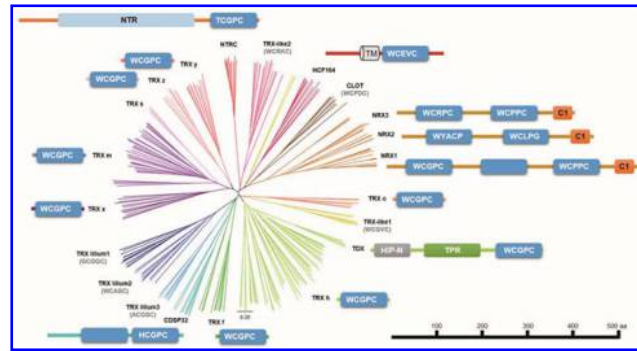 NTR TCGPC
NTRC
TRX-like2
(WCRKC)
TRX y
WCGPC
TM WCEVC
HCF164
WCGPC
TRX z
CLOT
(WCPDC)
TRX s
NRX3
WCRPC WCPPC C1
NRX2
WYACP WCLPG C1
WCGPC
TRX m
NRX1
WCGPC WCPPC C1
WCGPC
TRX x
TRX o
WCGPC
TRX-like1
(WCGVC)
TDX
HIP-N TPR WCGPC
TRX lilium1
(GCGGC)
TRX lilium2
(WCASC)
TRX lilium3
(ACGSC)
CDSP32
HCGPC
TRX f
WCGPC
0.20
TRX h
WCGPC
100 200 300 400 500 aa